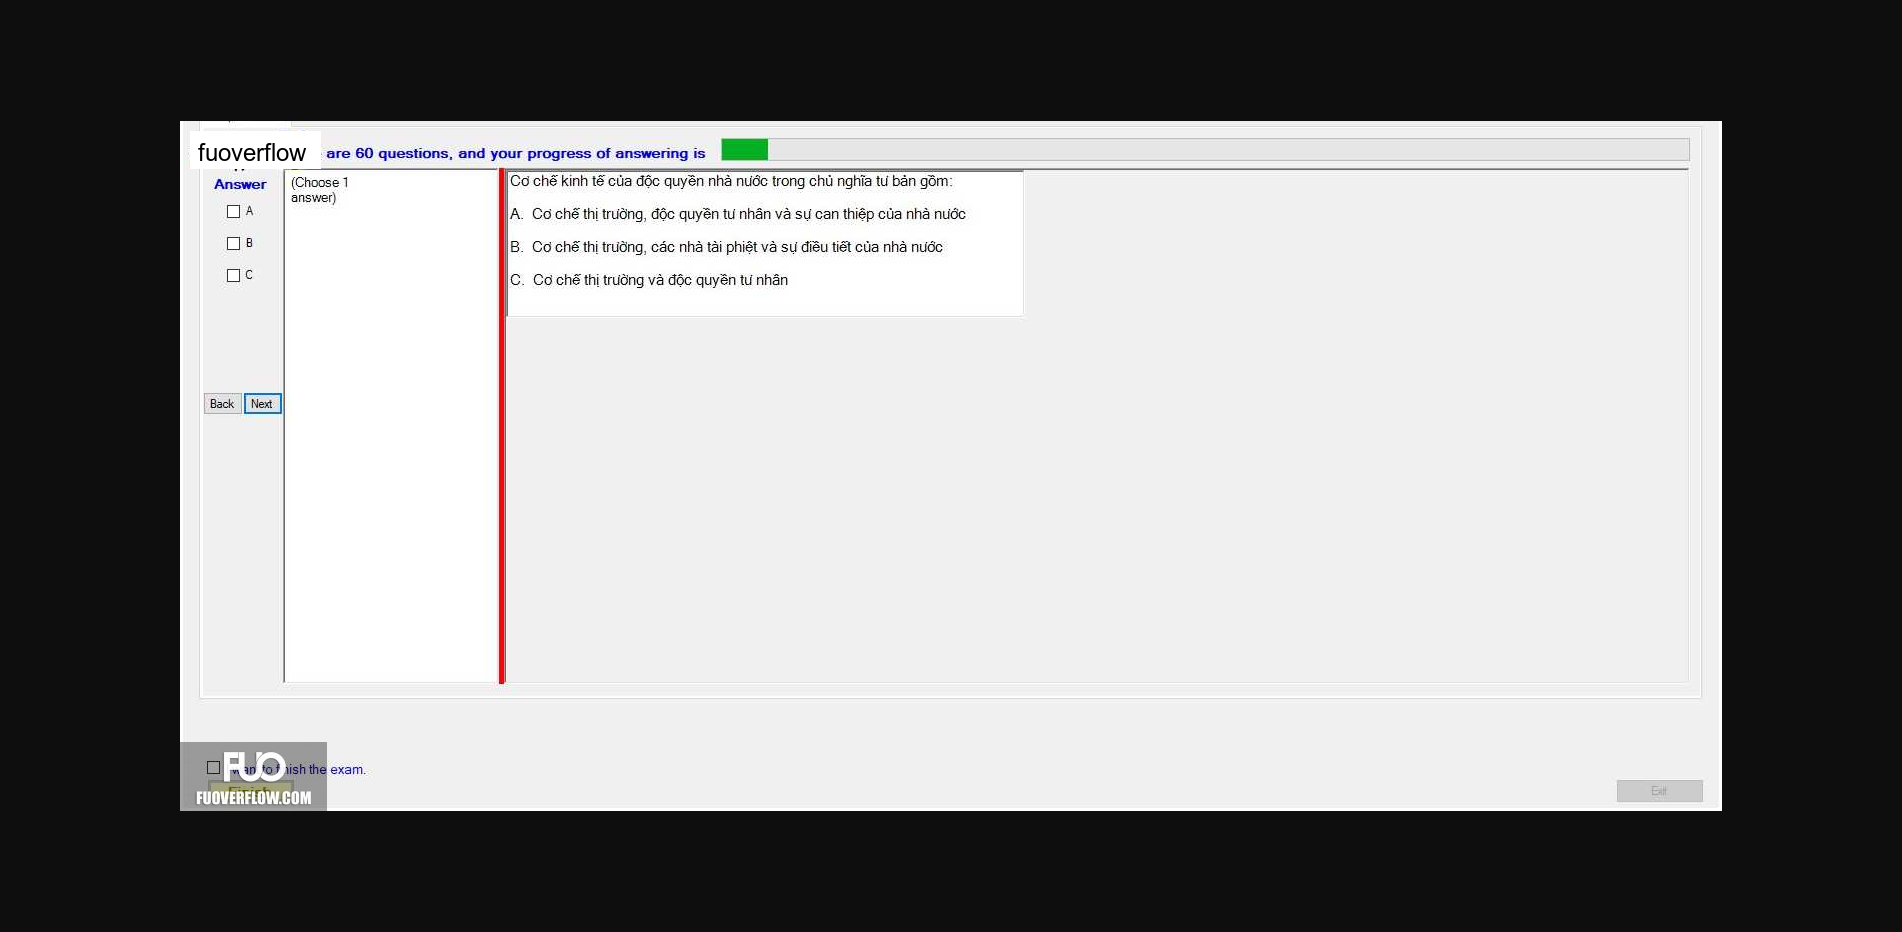 fuoverflow are 60 questions, and your progress of answering is
Answer
(Choose 1
answer)
A
B
C
Back Next
Cơ chế kinh tế của độc quyền nhà nước trong chủ nghĩa tư bản gồm:
A. Cơ chế thị trường, độc quyền tư nhân và sự can thiệp của nhà nước
B. Cơ chế thị trường, các nhà tài phiệt và sự điều tiết của nhà nước
C. Cơ chế thị trường và độc quyền tư nhân
FUO
want to finish the exam.
Finish
FUOVERFLOW.COM
Exit